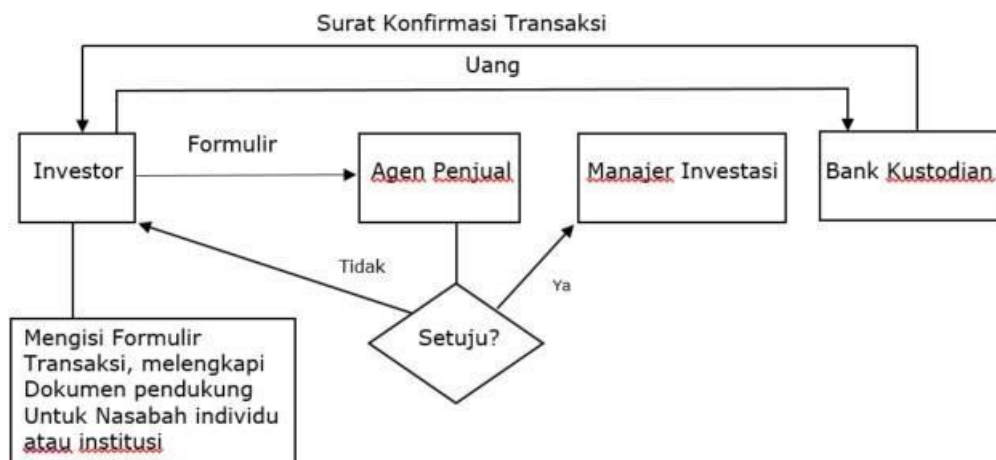 Surat Konfirmasi Transaksi
Uang
Formulir
Investor
Agen Penjual
Manajer Investasi
Bank Kustodian
Tidak
Ya
Setuju?
Mengisi Formulir
Transaksi, melengkapi
Dokumen pendukung
Untuk Nasabah individu
atau institusi